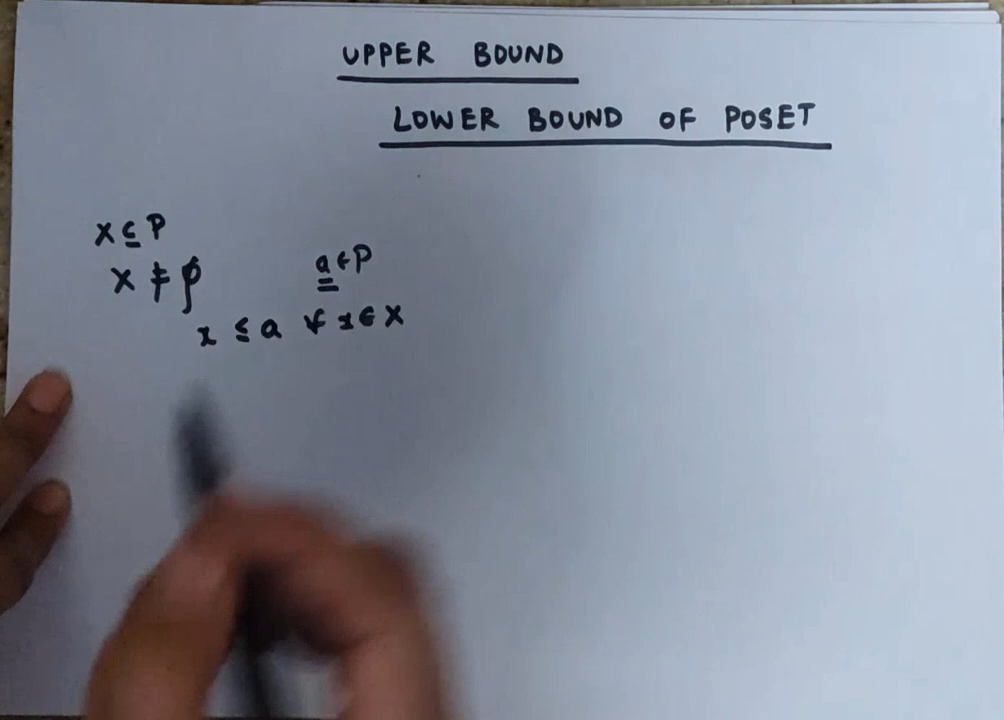 UPPER BOUND
LOWER BOUND OF POSET
X ⊆ P
X ≠ φ
a ∈ P
x ≤ a ∀ x ∈ X